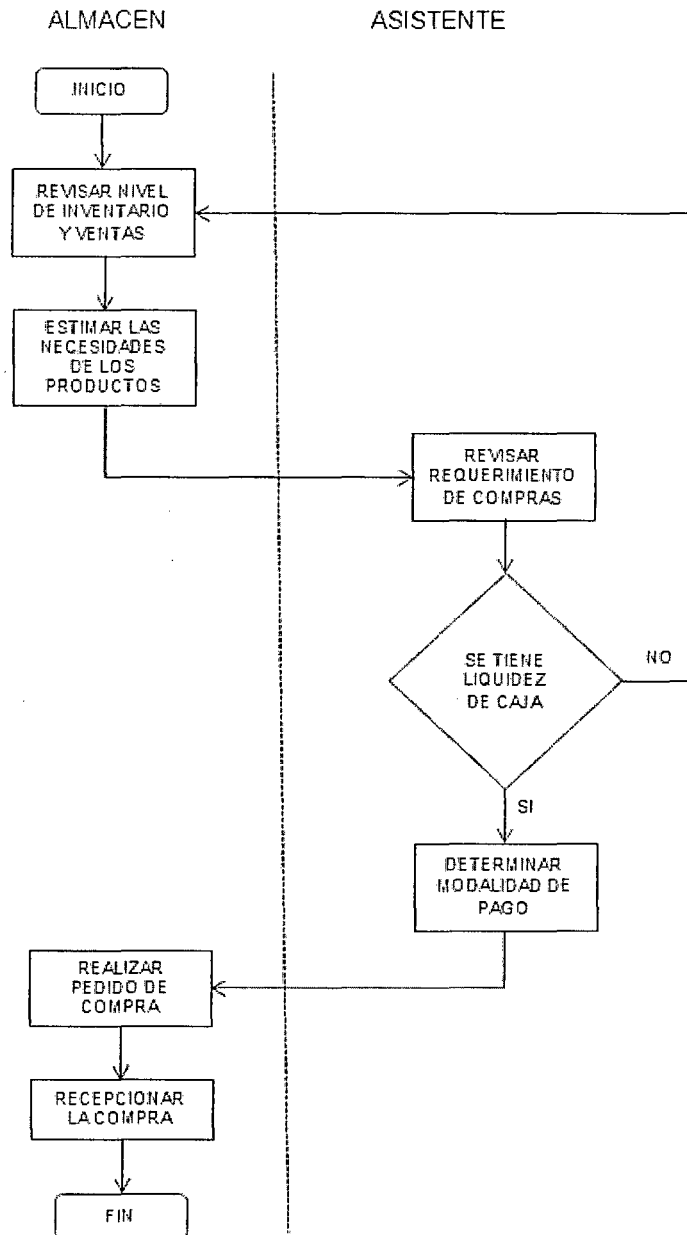 ALMACEN
ASISTENTE
INICIO
REVISAR NIVEL
DE INVENTARIO
Y VENTAS
ESTIMAR LAS
NECESIDADES
DE LOS
PRODUCTOS
REVISAR
REQUERIMIENTO
DE COMPRAS
SE TIENE
LIQUIDEZ
DE CAJA
NO
SI
DETERMINAR
MODALIDAD DE
PAGO
REALIZAR
PEDIDO DE
COMPRA
RECEPCIONAR
LA COMPRA
FIN